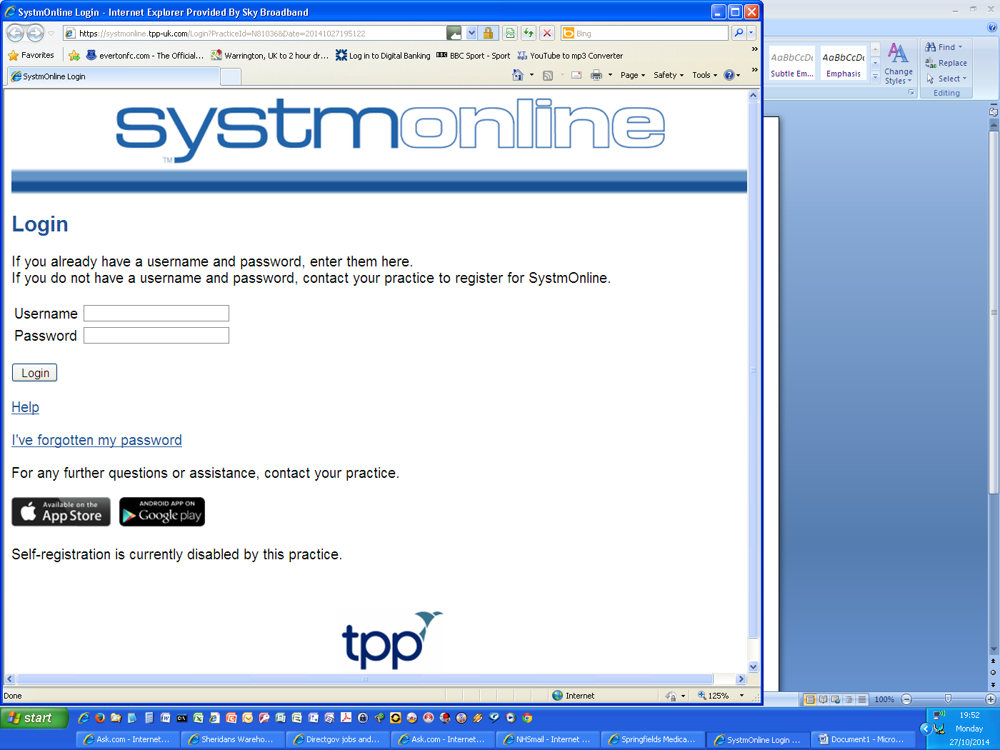 SystmOnline Login - Internet Explorer Provided By Sky Broadband
https://systmonline.tpp-uk.com/Login?PracticeId=N81036&Date=20141027195122
Bing
Favorites
evertonfc.com - The Official...
Warrington, UK to 2 hour dr...
Log in to Digital Banking
BBC BBC Sport - Sport
YT mp3 YouTube to mp3 Converter
SystmOnline Login
Page
Safety
Tools
AaBbCcDc
AaBbCcDc
Subtle Em...
Emphasis
Change
Styles
Find
Replace
Select
Editing
systmonline
TM
Login
If you already have a username and password, enter them here.
If you do not have a username and password, contact your practice to register for SystmOnline.
Username
Password
Login
Help
I've forgotten my password
For any further questions or assistance, contact your practice.
Available on the
App Store
ANDROID APP ON
Google play
Self-registration is currently disabled by this practice.
tpp
Done
Internet
125%
100%
start
19:52
Monday
27/10/2014
Ask.com - Internet...
Sheridans Wareho...
Directgov jobs and...
Ask.com - Internet...
NHSmail - Internet ...
Springfields Medica...
SystmOnline Login ...
Document1 - Micro...